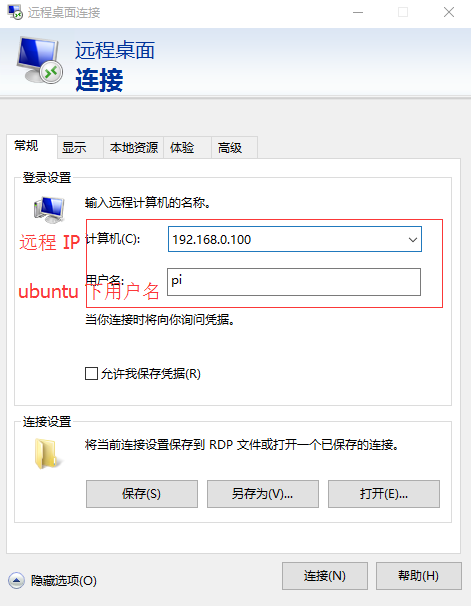 远程桌面连接
远程桌面
连接
常规 显示 本地资源 体验 高级
登录设置
输入远程计算机的名称。
远程 IP 计算机(C): 192.168.0.100
ubuntu 下用户名 用户名: pi
当你连接时将向你询问凭据。
允许我保存凭据(R)
连接设置
将当前连接设置保存到 RDP 文件或打开一个已保存的连接。
保存(S) 另存为(V)... 打开(E)...
隐藏选项(O) 连接(N) 帮助(H)